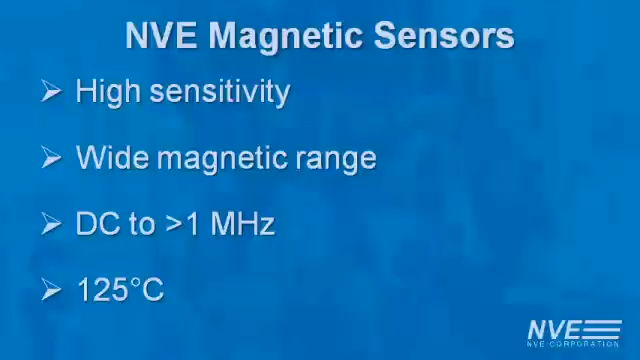 NVE Magnetic Sensors
➢ High sensitivity
➢ Wide magnetic range
➢ DC to >1 MHz
➢ 125°C
NVE
NVE CORPORATION